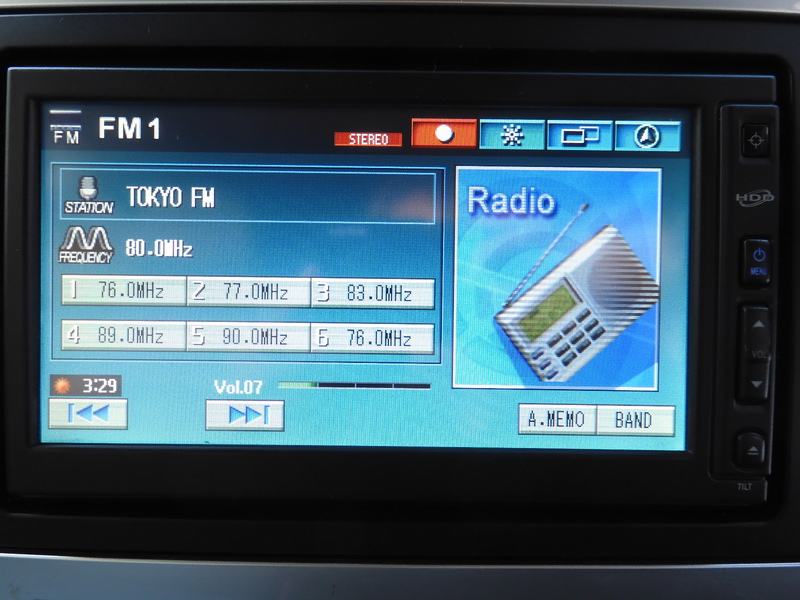 FM FM 1 STEREO
STATION TOKYO FM
HDD
Radio
FREQUENCY 80.0MHz
MENU
1 76.0MHz 2 77.0MHz 3 83.0MHz
4 89.0MHz 5 90.0MHz 6 76.0MHz
VOL
3:29 Vol.07
A.MEMO BAND
TILT